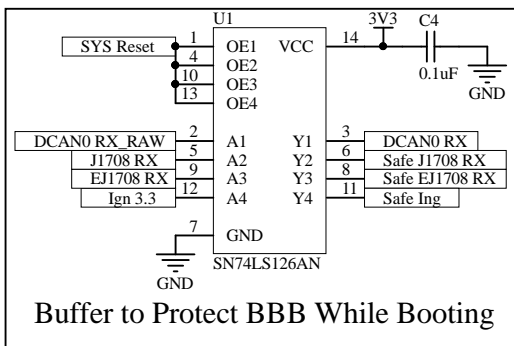 U1
3V3
C4
SYS Reset
1
OE1
VCC
14
4
OE2
10
OE3
13
OE4
0.1uF
GND
DCAN0 RX_RAW
2
A1
Y1
3
DCAN0 RX
J1708 RX
5
A2
Y2
6
Safe J1708 RX
EJ1708 RX
9
A3
Y3
8
Safe EJ1708 RX
Ign 3.3
12
A4
Y4
11
Safe Ing
7
GND
GND
SN74LS126AN
Buffer to Protect BBB While Booting